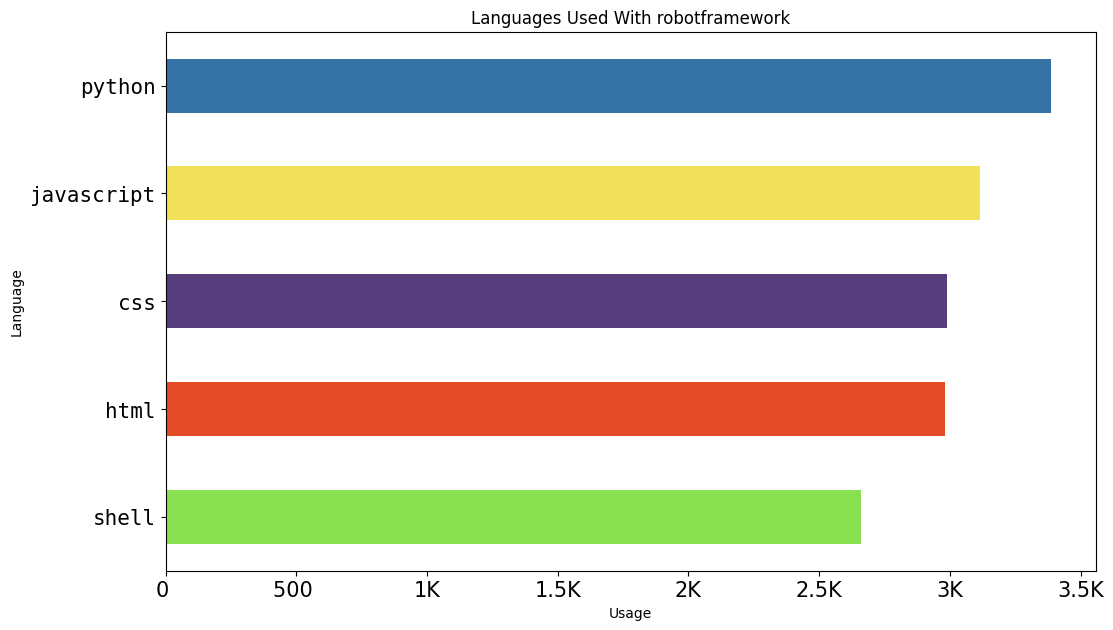 Languages Used With robotframework
python
javascript
css
html
shell
Language
0 500 1K 1.5K 2K 2.5K 3K 3.5K
Usage